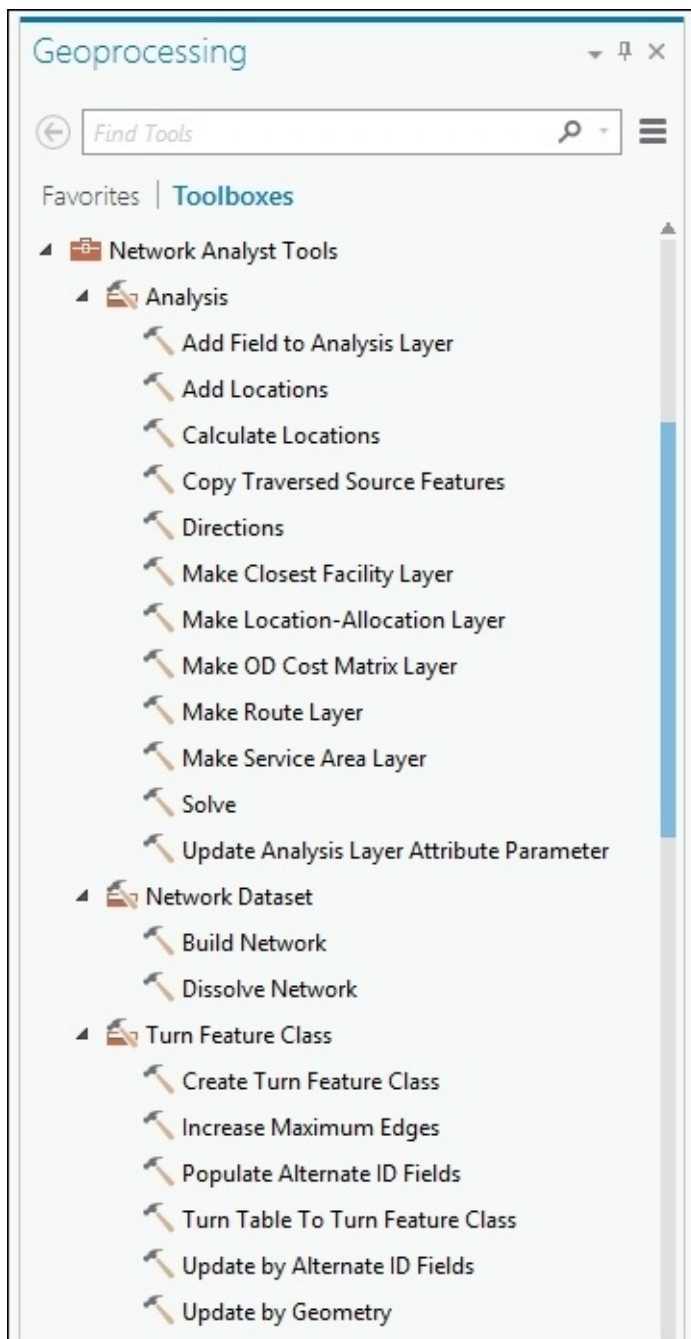 Geoprocessing
Find Tools
Favorites | Toolboxes
Network Analyst Tools
Analysis
Add Field to Analysis Layer
Add Locations
Calculate Locations
Copy Traversed Source Features
Directions
Make Closest Facility Layer
Make Location-Allocation Layer
Make OD Cost Matrix Layer
Make Route Layer
Make Service Area Layer
Solve
Update Analysis Layer Attribute Parameter
Network Dataset
Build Network
Dissolve Network
Turn Feature Class
Create Turn Feature Class
Increase Maximum Edges
Populate Alternate ID Fields
Turn Table To Turn Feature Class
Update by Alternate ID Fields
Update by Geometry